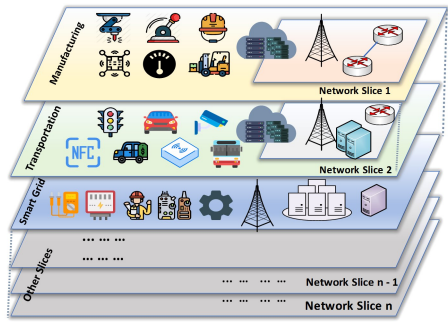 Manufacturing
Network Slice 1
Transportation
NFC
Network Slice 2
Smart Grid
Other Slices
... ... ...
... ... ...
... ... ... ...
Network Slice n - 1
... ... ... ...
Network Slice n